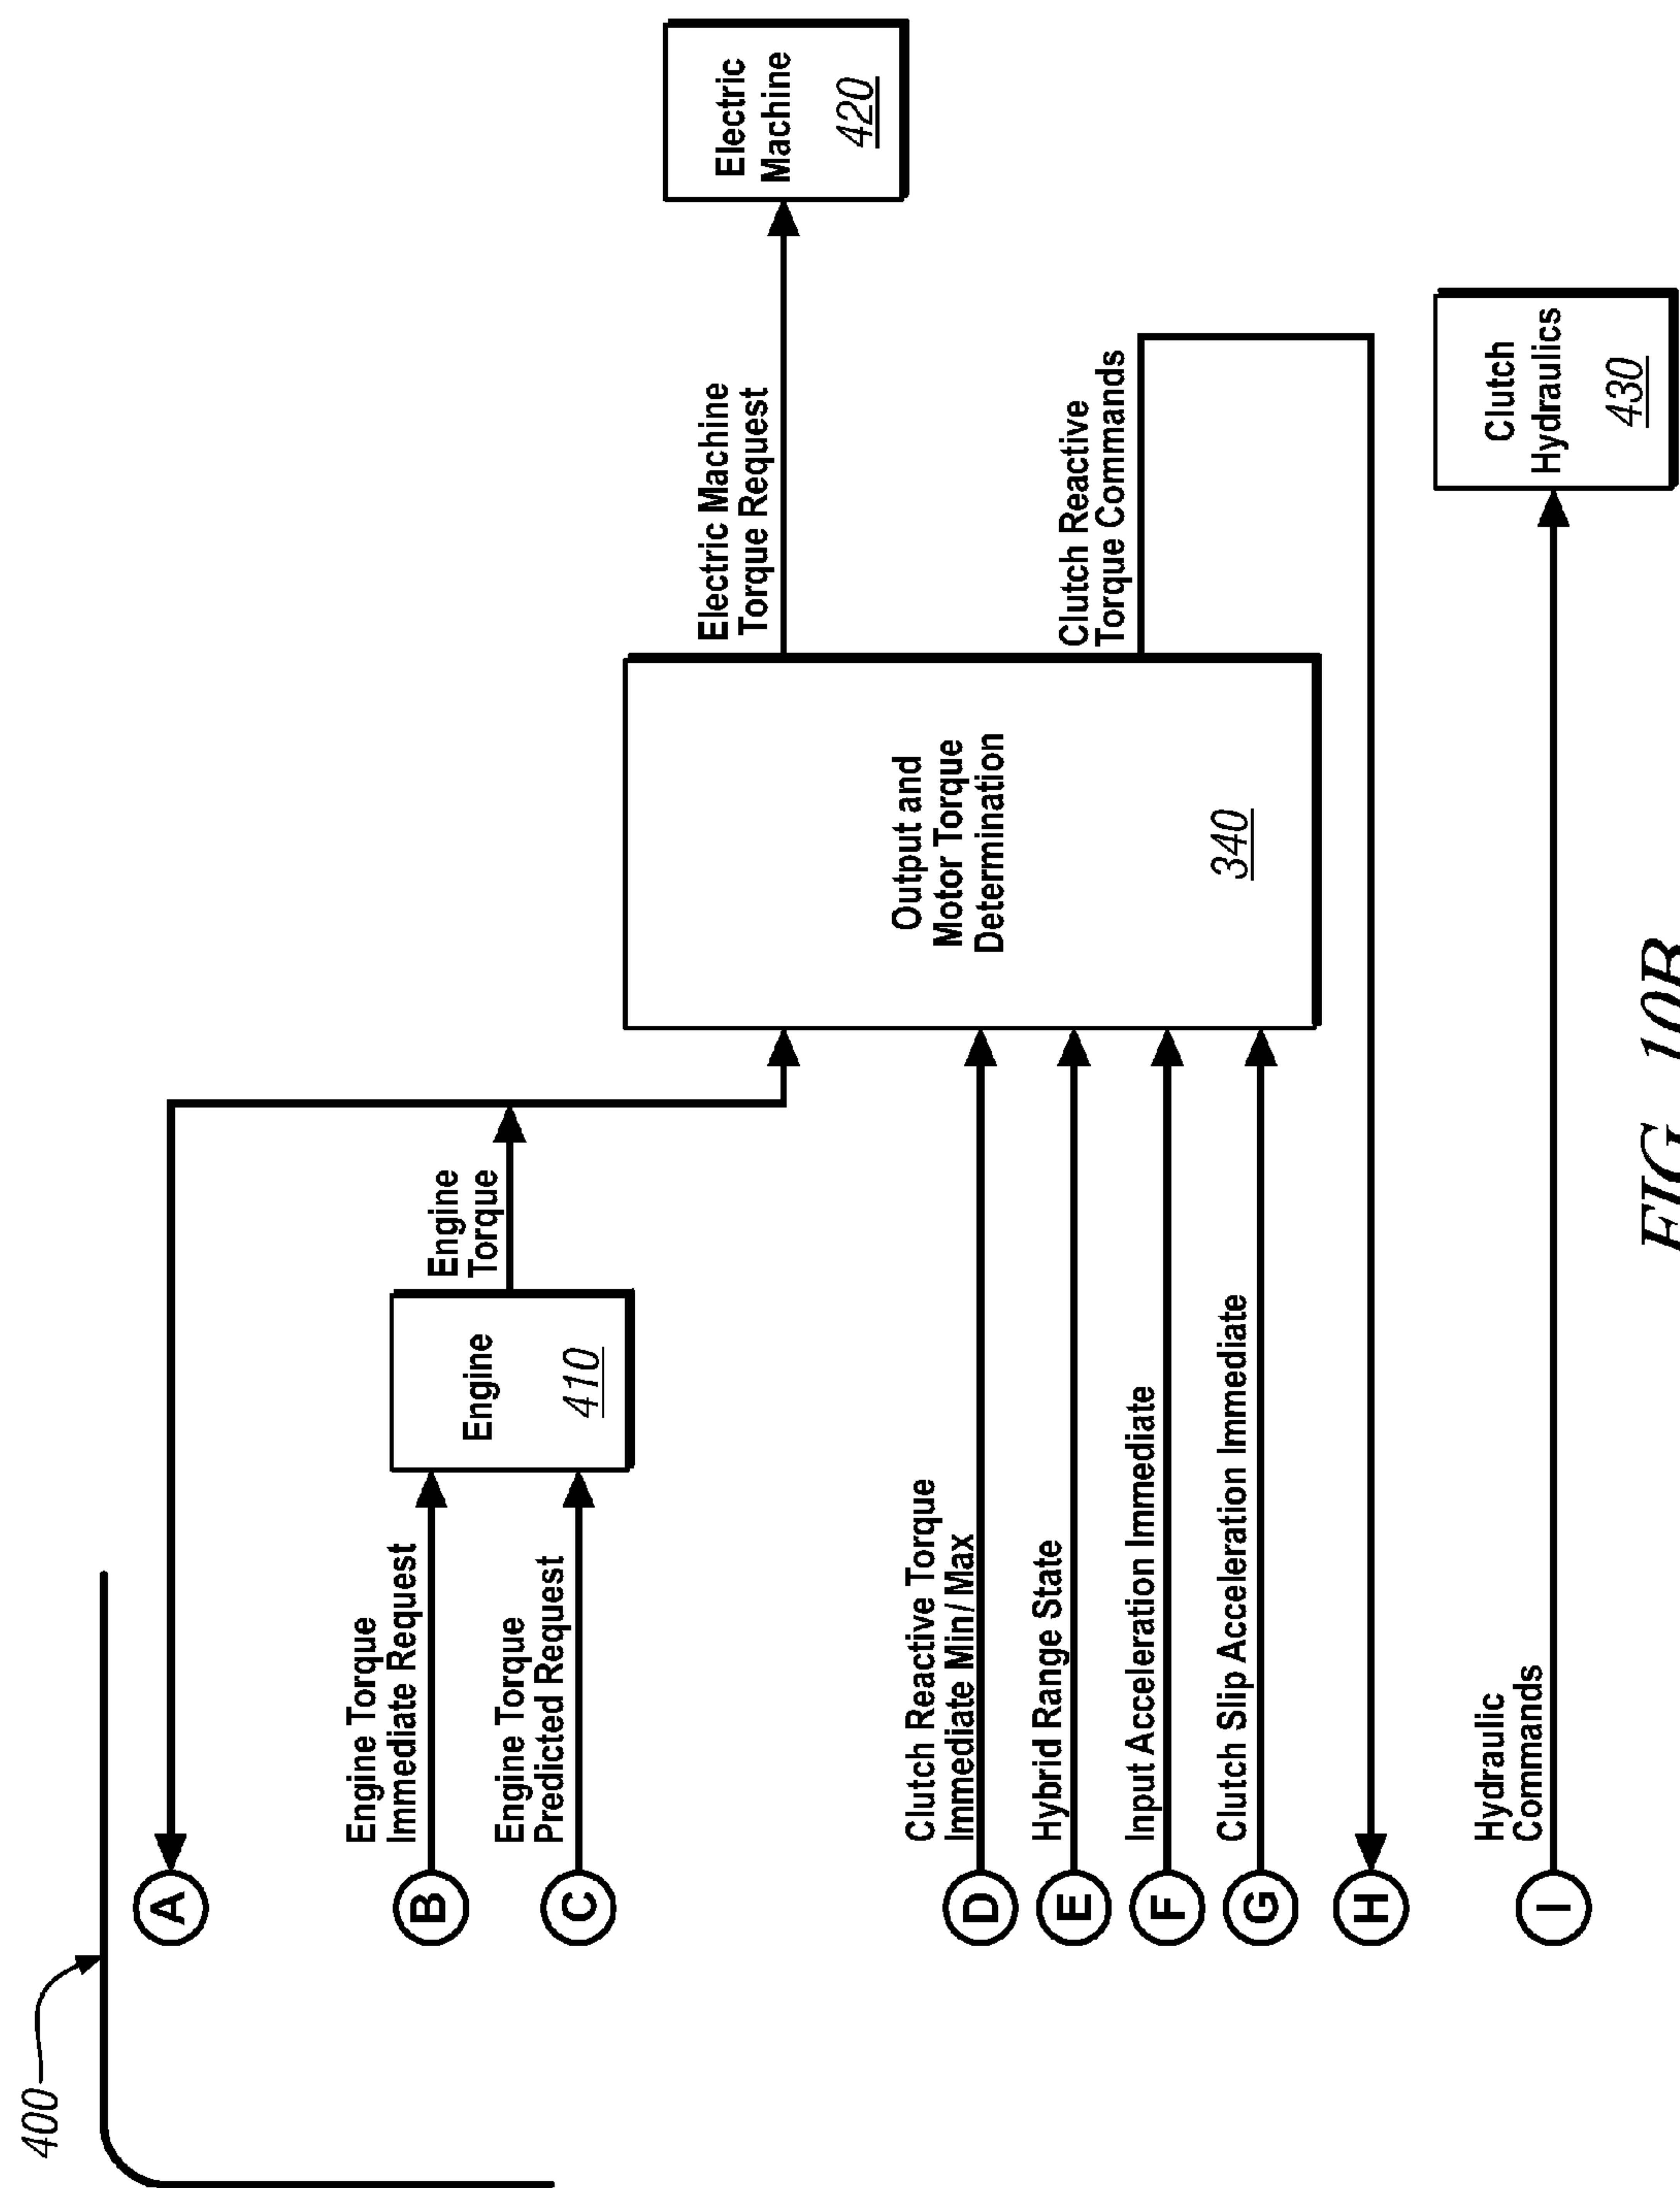 400
A
Engine Torque
Immediate Request
B
Engine Torque
Predicted Request
C
Engine
410
Engine
Torque
Electric Machine
Torque Request
Electric
Machine
420
Output and
Motor Torque
Determination
340
Clutch Reactive Torque
Immediate Min/ Max
D
Hybrid Range State
E
Input Acceleration Immediate
F
Clutch Slip Acceleration Immediate
G
Clutch Reactive
Torque Commands
H
Hydraulic
Commands
I
Clutch
Hydraulics
430
FIG. 10B